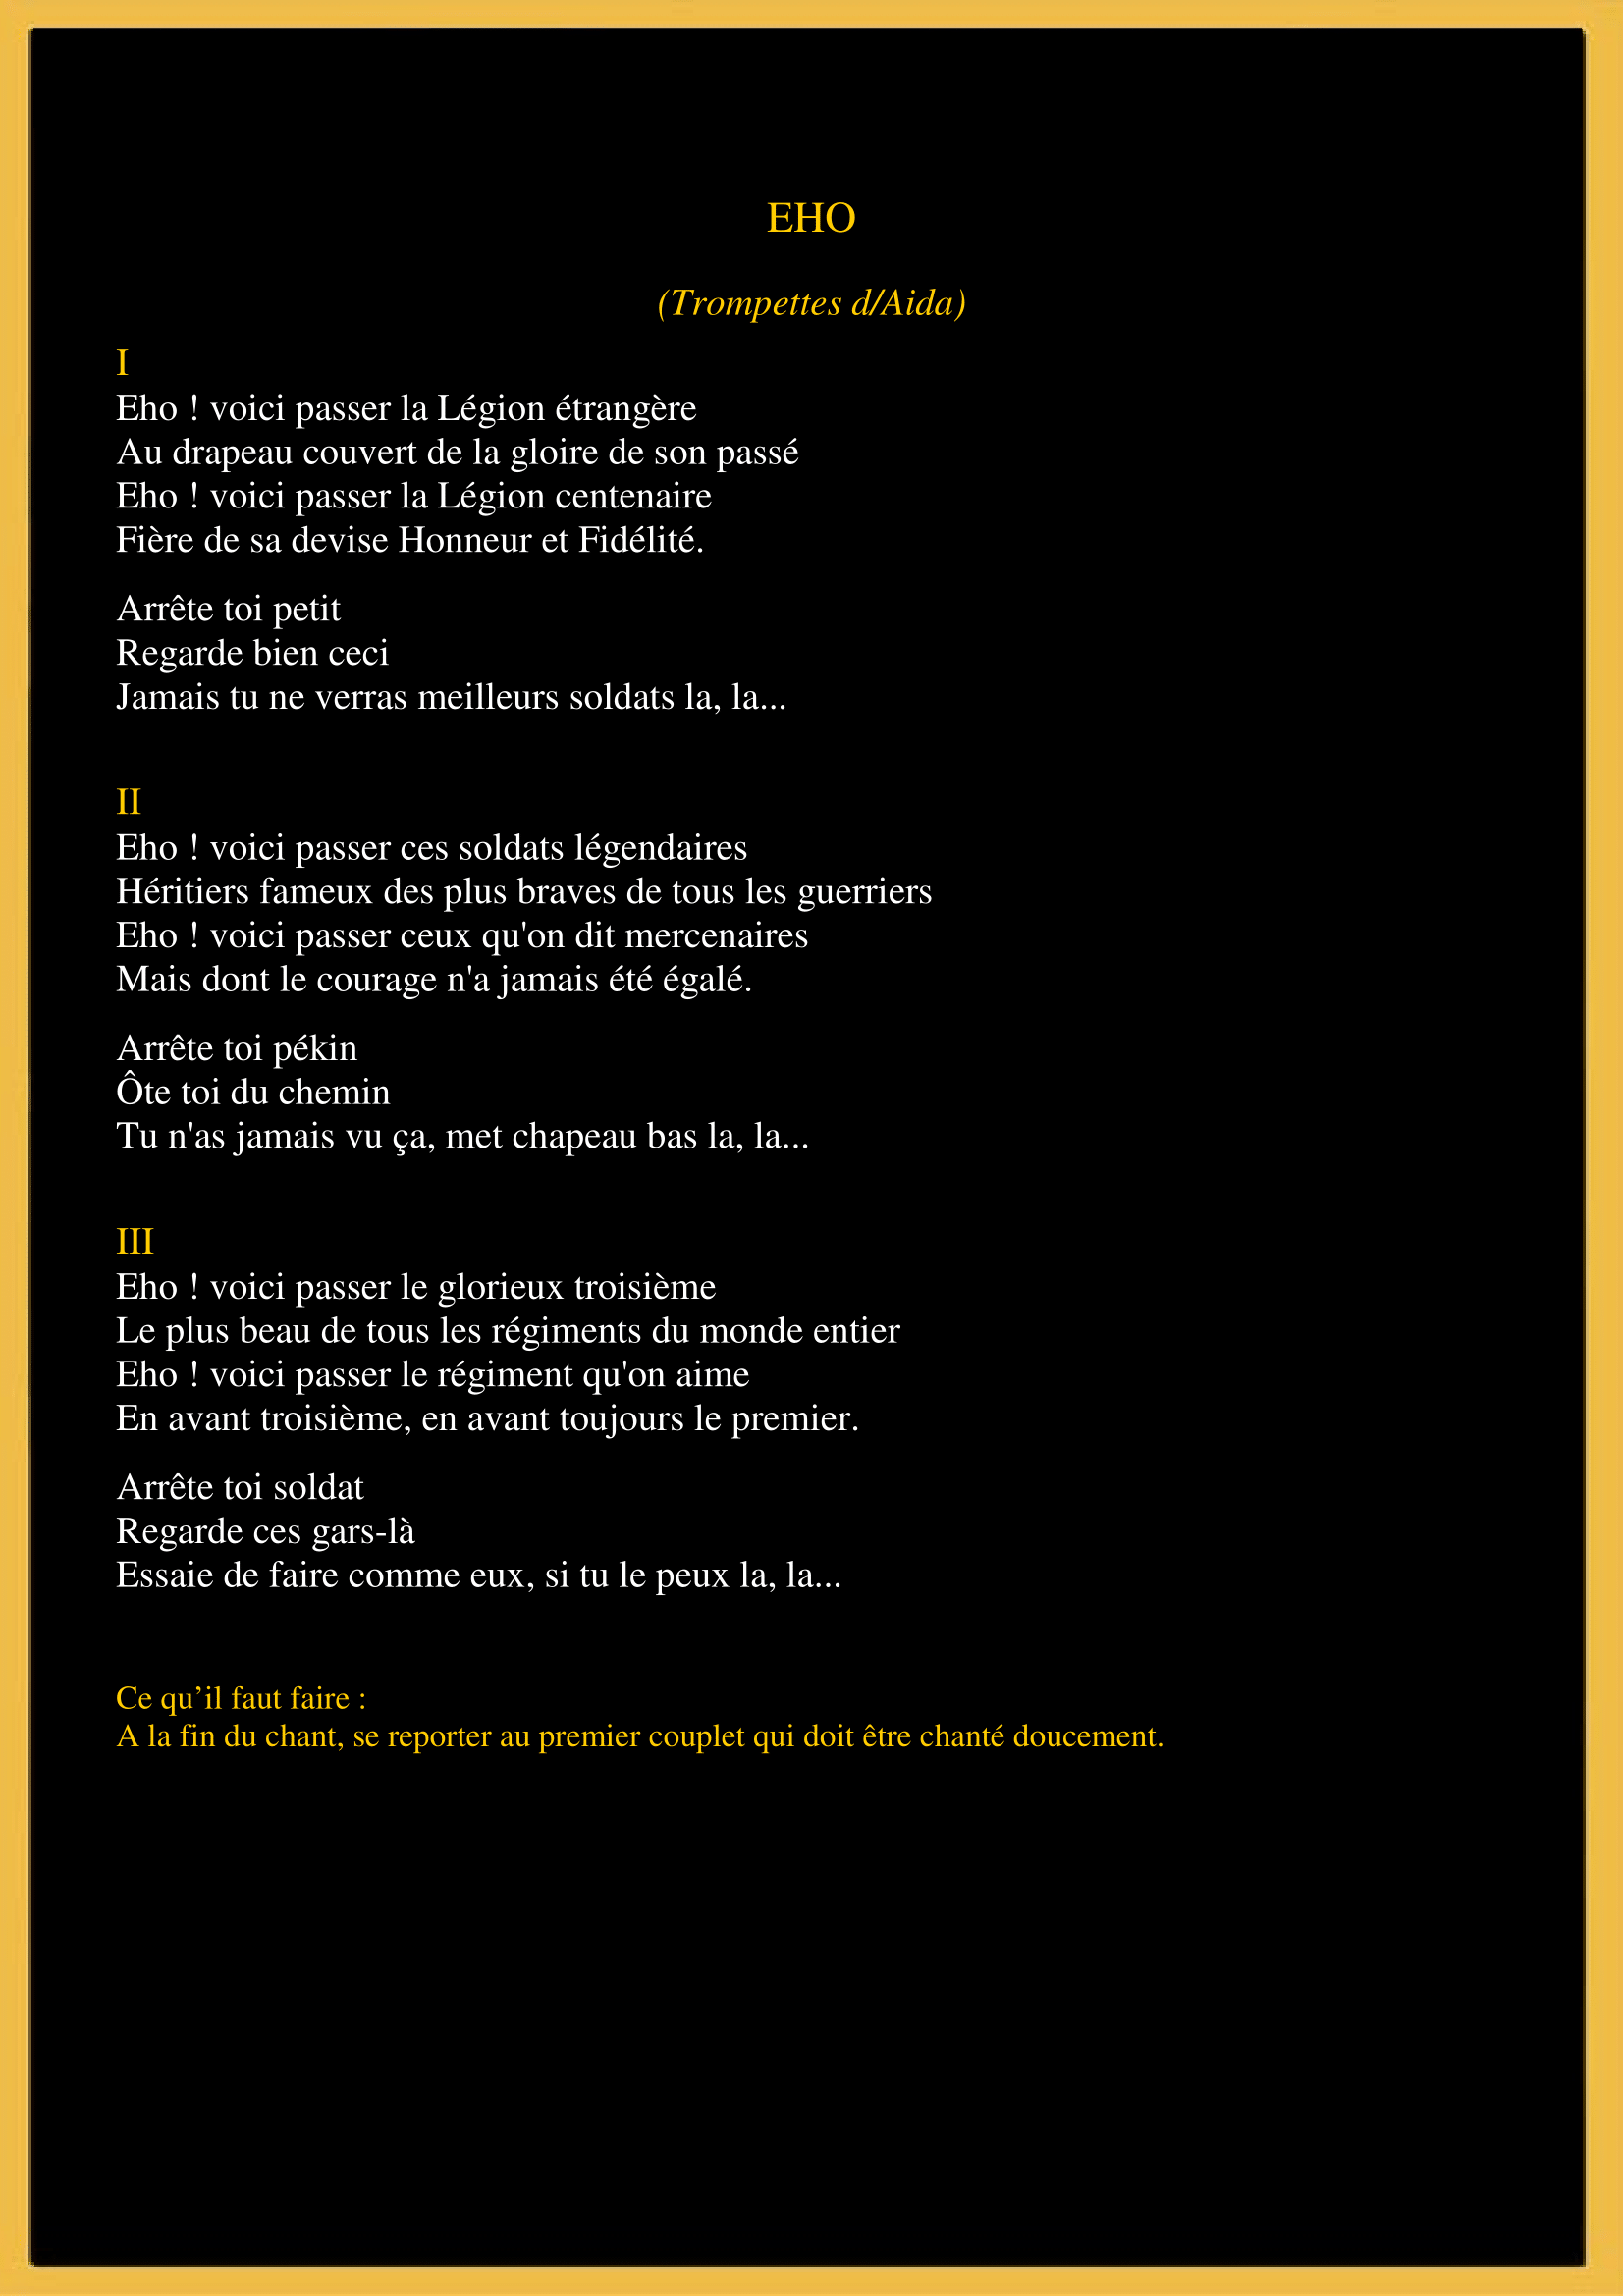 EHO
(Trompettes d/Aida)
I
Eho ! voici passer la Légion étrangère
Au drapeau couvert de la gloire de son passé
Eho ! voici passer la Légion centenaire
Fière de sa devise Honneur et Fidélité.
Arrête toi petit
Regarde bien ceci
Jamais tu ne verras meilleurs soldats la, la...
II
Eho ! voici passer ces soldats légendaires
Héritiers fameux des plus braves de tous les guerriers
Eho ! voici passer ceux qu'on dit mercenaires
Mais dont le courage n'a jamais été égalé.
Arrête toi pékin
Ôte toi du chemin
Tu n'as jamais vu ça, met chapeau bas la, la...
III
Eho ! voici passer le glorieux troisième
Le plus beau de tous les régiments du monde entier
Eho ! voici passer le régiment qu'on aime
En avant troisième, en avant toujours le premier.
Arrête toi soldat
Regarde ces gars-là
Essaie de faire comme eux, si tu le peux la, la...
Ce qu’il faut faire :
A la fin du chant, se reporter au premier couplet qui doit être chanté doucement.